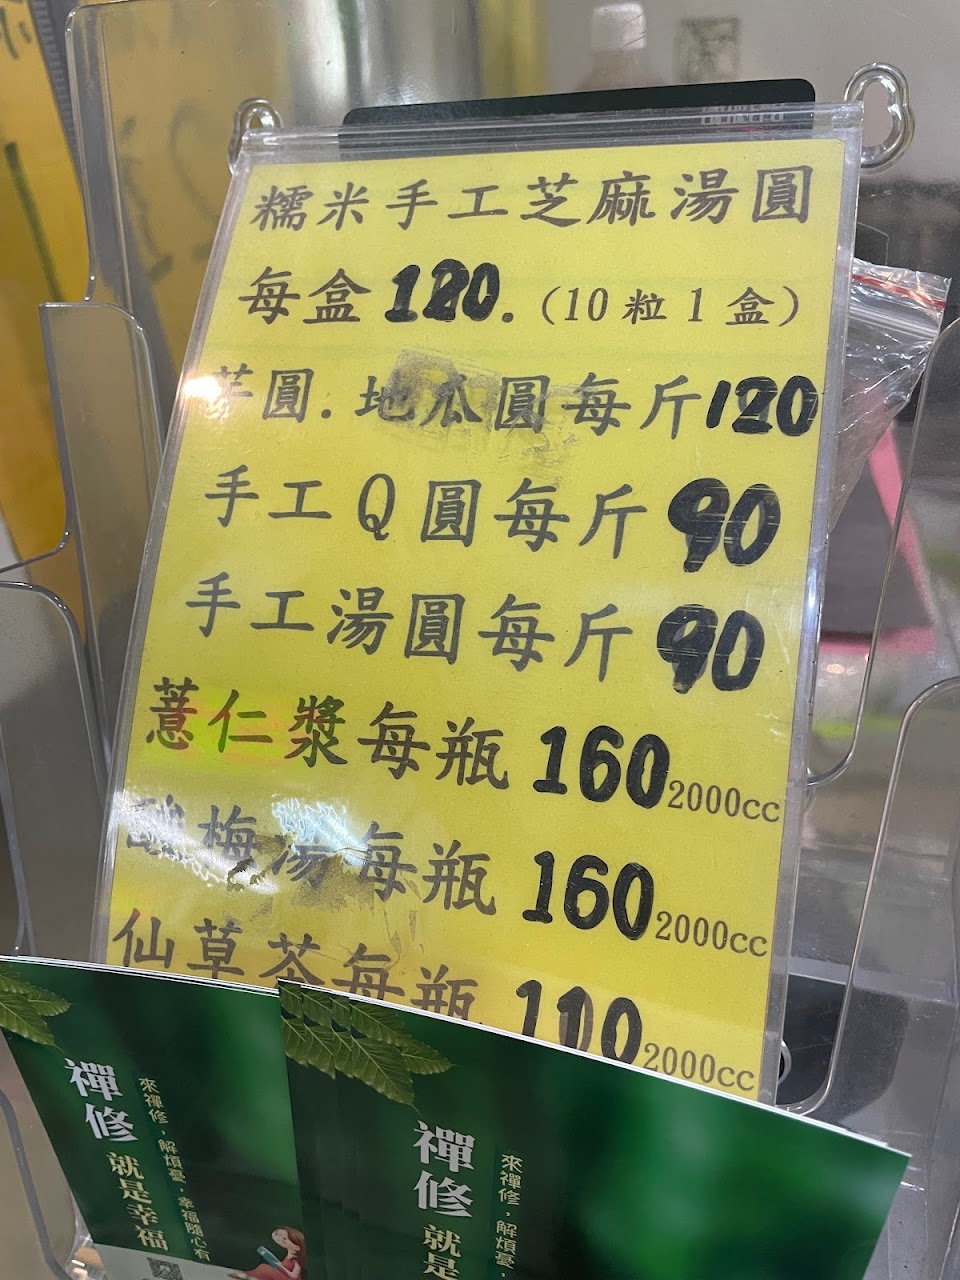 糯米手工芝麻湯圓
每盒120.(10粒1盒)
芋圓.地瓜圓每斤120
手工Q圓每斤90
手工湯圓每斤90
薏仁漿每瓶160 2000cc
酸梅湯每瓶160 2000cc
仙草茶每瓶110 2000cc
禪修 就是幸福
來禪修,解煩憂,幸福隨心有
禪修 就是
來禪修,解煩憂,